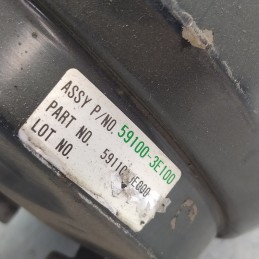 ASSY P/NO. 59100-3E100
PART NO. 59110-3E000
LOT NO.